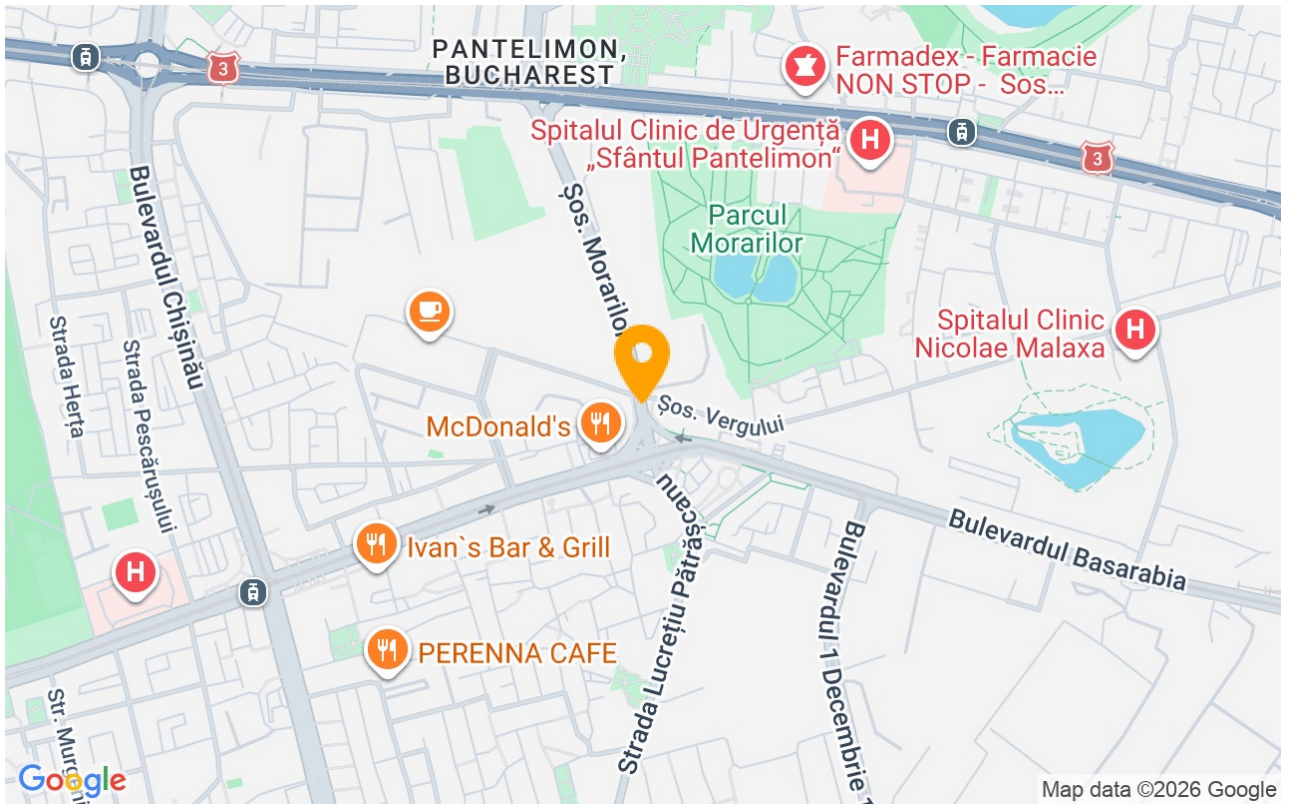 PANTELIMON,
BUCHAREST
3
Farmadex - Farmacie
NON STOP - Sos...
Spitalul Clinic de Urgență
„Sfântul Pantelimon“
H
3
Bulevardul Chișinău
Șos. Morarilor
Parcul
Morarilor
Spitalul Clinic
Nicolae Malaxa
H
Strada Herța
Strada Pescărușului
McDonald's
Șos. Vergului
Ivan`s Bar & Grill
H
Bulevardul Basarabia
PERENNA CAFE
Strada Lucrețiu Pătrășcanu
Bulevardul 1 Decembrie 1
Str.
Google
Map data ©2026 Google